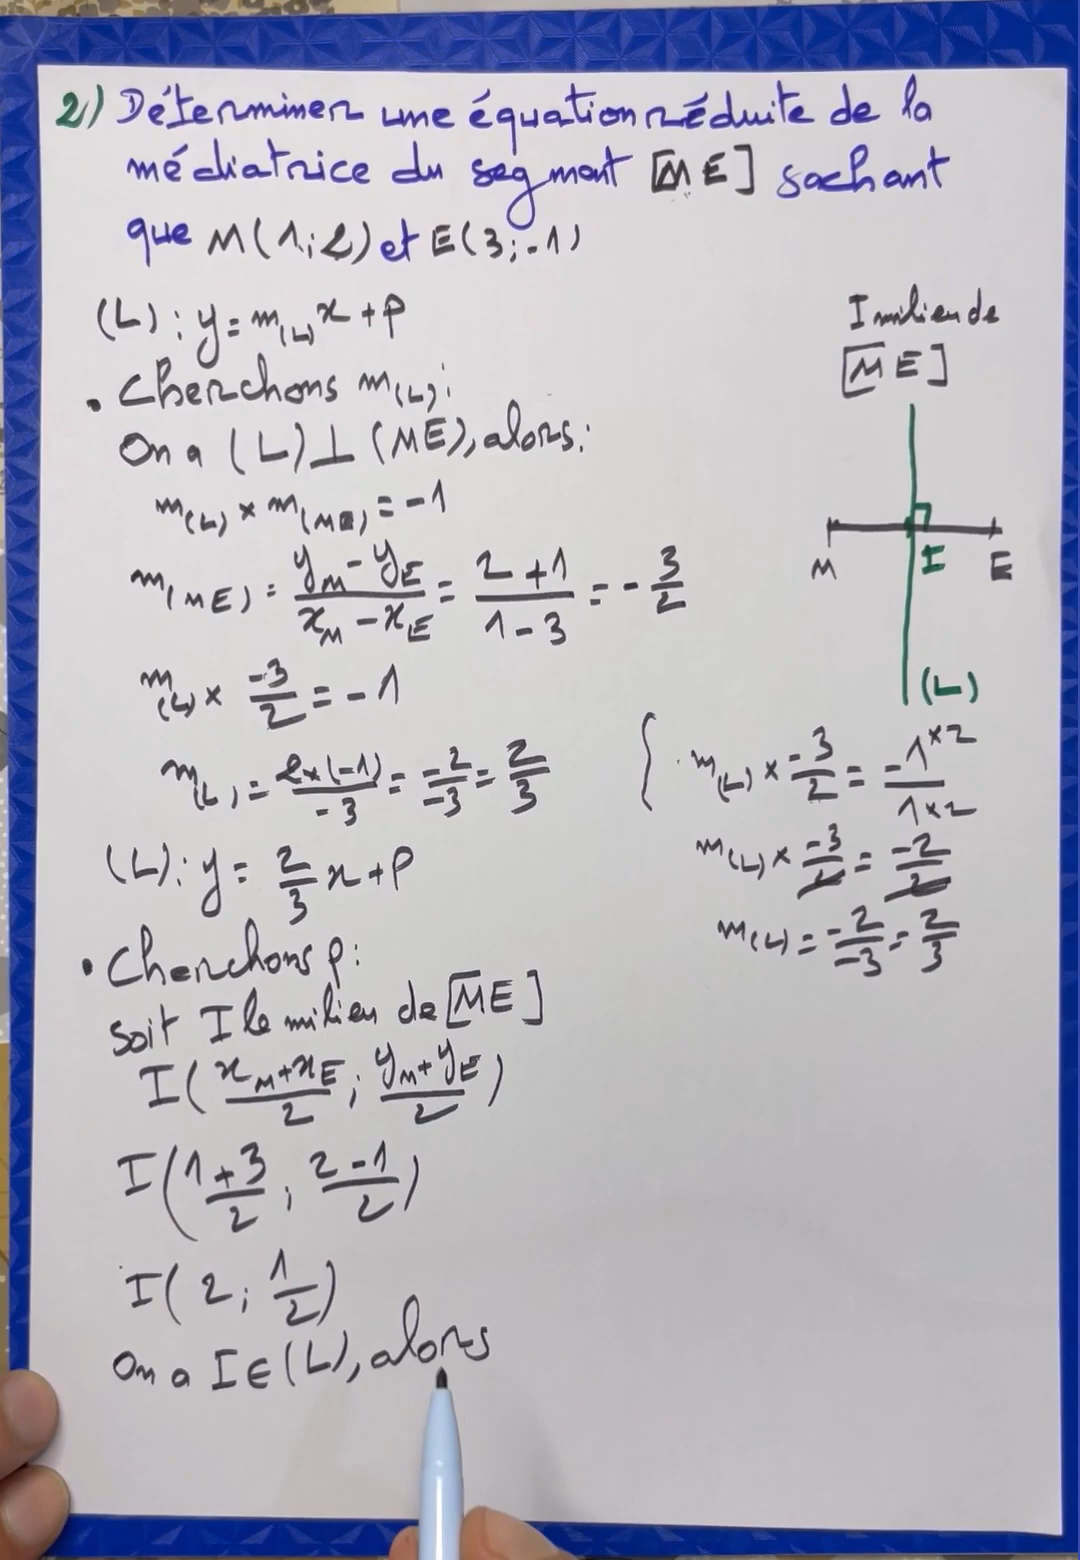 2) Déterminer une équation réduite de la
médiatrice du segment [ME] sachant
que M(1;2) et E(3;-1)
(L): y = m(L) x + p
• Cherchons m(L):
On a (L) ⊥ (ME), alors:
m(L) × m(ME) = -1
m(ME) = (yM - yE)/(xM - xE) = (2+1)/(1-3) = -3/2
m(L) × -3/2 = -1
m(L) = (2×(-1))/-3 = -2/-3 = 2/3
(L): y = 2/3 x + p
• Cherchons p:
soit I le milieu de [ME]
I((xM + xE)/2 ; (yM + yE)/2)
I((1+3)/2 ; (2-1)/2)
I(2; 1/2)
On a I ∈ (L), alors
I milieu de
[ME]
M I E
(L)
{ m(L) × -3/2 = -1×2/1×2
m(L) × -3/2 = -2/2
m(L) = -2/-3 = 2/3